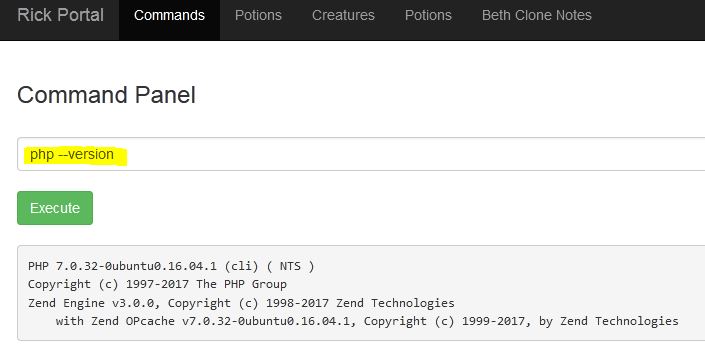 Rick Portal Commands Potions Creatures Potions Beth Clone Notes
Command Panel
php --version
Execute
PHP 7.0.32-0ubuntu0.16.04.1 (cli) ( NTS )
Copyright (c) 1997-2017 The PHP Group
Zend Engine v3.0.0, Copyright (c) 1998-2017 Zend Technologies
    with Zend OPcache v7.0.32-0ubuntu0.16.04.1, Copyright (c) 1999-2017, by Zend Technologies